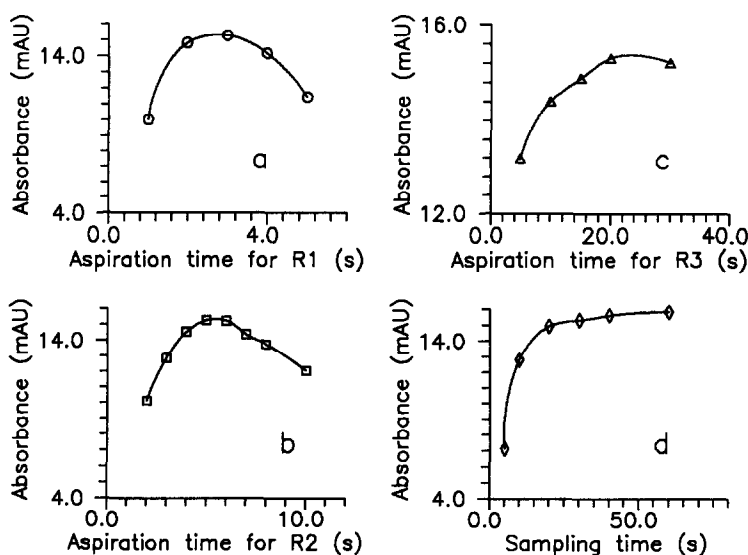 Absorbance (mAU)
14.0
4.0
a
0.0
4.0
Aspiration time for R1 (s)
Absorbance (mAU)
16.0
12.0
c
0.0
20.0
40.0
Aspiration time for R3 (s)
Absorbance (mAU)
14.0
4.0
b
0.0
10.0
Aspiration time for R2 (s)
Absorbance (mAU)
14.0
4.0
d
0.0
50.0
Sampling time (s)